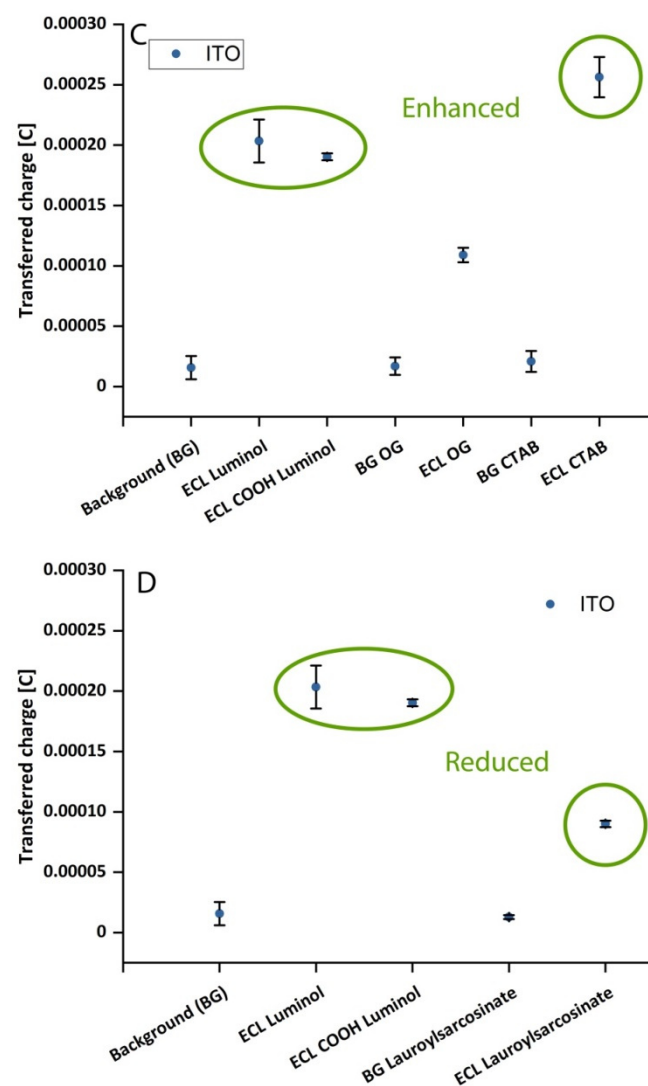 C
ITO
Enhanced
Transferred charge [C]
0.00030
0.00025
0.00020
0.00015
0.00010
0.00005
0
Background (BG)
ECL Luminol
ECL COOH Luminol
BG OG
ECL OG
BG CTAB
ECL CTAB
D
ITO
Reduced
Transferred charge [C]
0.00030
0.00025
0.00020
0.00015
0.00010
0.00005
0
Background (BG)
ECL Luminol
ECL COOH Luminol
BG Lauroylsarcosinate
ECL Lauroylsarcosinate